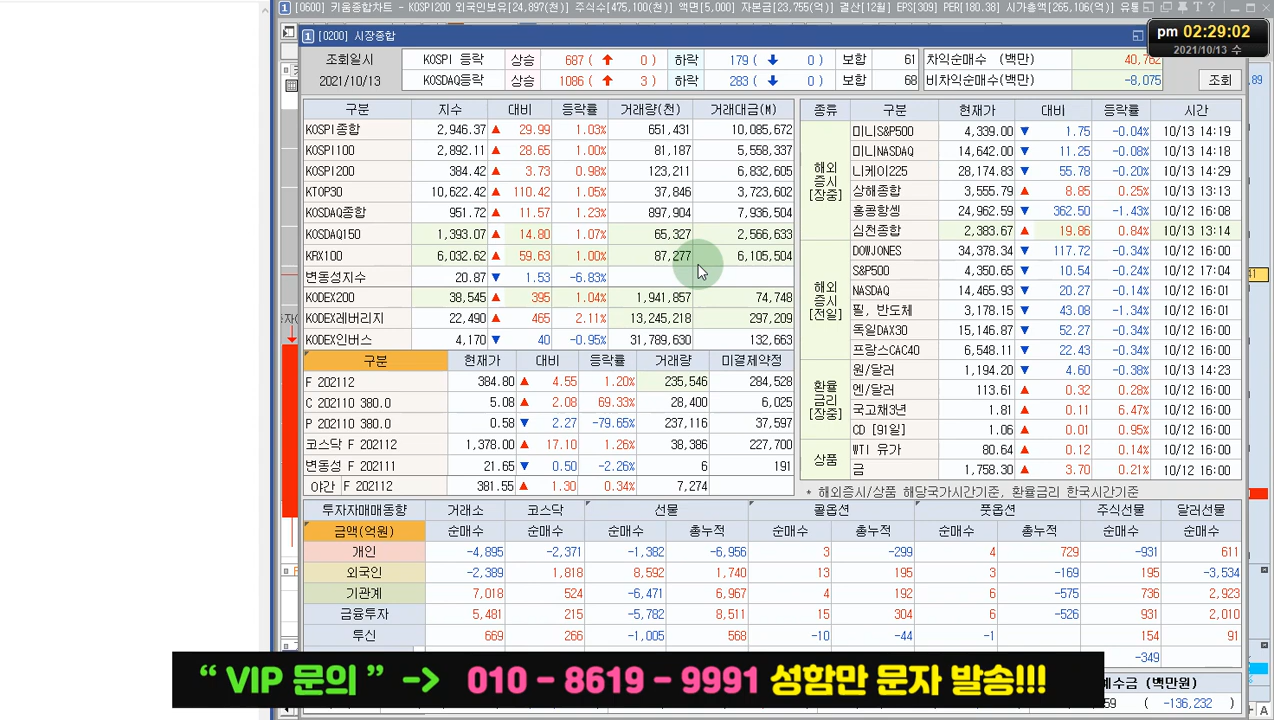 [0600] 키움종합차트 - KOSPI200 외국인보유[24,897(천)] 주식수[475,100(천)] 액면[5,000] 자본금[23,755(억)] 결산[12월] EPS[309] PER[180.38] 시가총액[265,106(억)] 유통
pm 02:29:02
2021/10/13 수
[0200] 시장종합
조회일시 KOSPI 등락 상승 687 ( 0) 하락 179 ( 0) 보합 61 차익순매수 (백만) 40,762
2021/10/13 KOSDAQ등락 상승 1086 ( 3) 하락 283 ( 0) 보합 68 비차익순매수(백만) -8,075 조회
구분 지수 대비 등락률 거래량(천) 거래대금(M)
KOSPI종합 2,946.37 ▲ 29.99 1.03% 651,431 10,085,672
KOSPI100 2,892.11 ▲ 28.65 1.00% 81,187 5,558,337
KOSPI200 384.42 ▲ 3.73 0.98% 123,211 6,832,605
KTOP30 10,622.42 ▲ 110.42 1.05% 37,846 3,723,602
KOSDAQ종합 951.72 ▲ 11.57 1.23% 897,904 7,936,504
KOSDAQ150 1,393.07 ▲ 14.80 1.07% 65,327 2,566,633
KRX100 6,032.62 ▲ 59.63 1.00% 87,277 6,105,504
변동성지수 20.87 ▼ 1.53 -6.83%
KODEX200 38,545 ▲ 395 1.04% 1,941,857 74,748
KODEX레버리지 22,490 ▲ 465 2.11% 13,245,218 297,209
KODEX인버스 4,170 ▼ 40 -0.95% 31,789,630 132,663
구분 현재가 대비 등락률 거래량 미결제약정
F 202112 384.80 ▲ 4.55 1.20% 235,546 284,528
C 202110 380.0 5.08 ▲ 2.08 69.33% 28,400 6,025
P 202110 380.0 0.58 ▼ 2.27 -79.65% 237,116 37,597
코스닥 F 202112 1,378.00 ▲ 17.10 1.26% 38,386 227,700
변동성 F 202111 21.65 ▼ 0.50 -2.26% 6 191
야간 F 202112 381.55 ▲ 1.30 0.34% 7,274
종류 구분 현재가 대비 등락률 시간
해외
증시
[장중]
미니S&P500 4,339.00 ▼ 1.75 -0.04% 10/13 14:19
미니NASDAQ 14,642.00 ▼ 11.25 -0.08% 10/13 14:18
니케이225 28,174.83 ▼ 55.78 -0.20% 10/13 14:29
상해종합 3,555.79 ▲ 8.85 0.25% 10/13 13:13
홍콩항셍 24,962.59 ▼ 362.50 -1.43% 10/12 16:08
심천종합 2,383.67 ▲ 19.86 0.84% 10/13 13:14
해외
증시
[전일]
DOWJONES 34,378.34 ▼ 117.72 -0.34% 10/12 16:00
S&P500 4,350.65 ▼ 10.54 -0.24% 10/12 17:04
NASDAQ 14,465.93 ▼ 20.27 -0.14% 10/12 16:01
필, 반도체 3,178.15 ▼ 43.08 -1.34% 10/12 16:00
독일DAX30 15,146.87 ▼ 52.27 -0.34% 10/12 16:00
프랑스CAC40 6,548.11 ▼ 22.43 -0.34% 10/12 16:00
환율
금리
[장중]
원/달러 1,194.20 ▼ 4.60 -0.38% 10/13 14:23
엔/달러 113.61 ▲ 0.32 0.28% 10/12 16:00
국고채3년 1.81 ▲ 0.11 6.47% 10/12 16:00
CD [91일] 1.06 ▲ 0.01 0.95% 10/12 16:00
상품
WTI 유가 80.64 ▲ 0.12 0.14% 10/12 16:00
금 1,758.30 ▲ 3.70 0.21% 10/12 16:00
* 해외증시/상품 해당국가시간기준, 환율금리 한국시간기준
투자자매매동향 거래소 코스닥 선물 콜옵션 풋옵션 주식선물 달러선물
금액(억원) 순매수 순매수 순매수 총누적 순매수 총누적 순매수 총누적 순매수 순매수
개인 -4,895 -2,371 -1,382 -6,956 3 -299 4 729 -931 611
외국인 -2,389 1,818 8,592 1,740 13 195 3 -169 195 -3,534
기관계 7,018 524 -6,471 6,967 4 192 6 -575 736 2,923
금융투자 5,481 215 -5,782 8,511 15 304 6 -526 931 2,010
투신 669 266 -1,005 568 -10 -44 -1 154 91
-349
“ VIP 문의 ” -> 010 - 8619 - 9991 성함만 문자 발송!!!
예수금 (백만원)
( -136,232 )